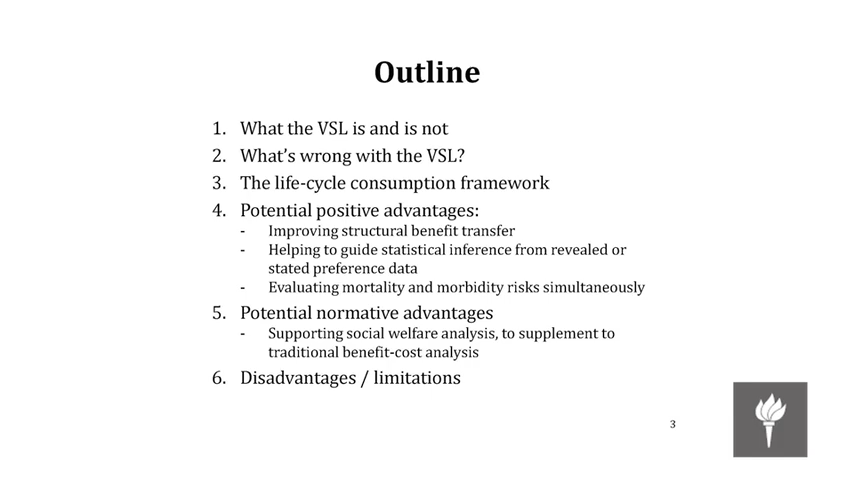 Outline
1. What the VSL is and is not
2. What’s wrong with the VSL?
3. The life-cycle consumption framework
4. Potential positive advantages:
- Improving structural benefit transfer
- Helping to guide statistical inference from revealed or
stated preference data
- Evaluating mortality and morbidity risks simultaneously
5. Potential normative advantages
- Supporting social welfare analysis, to supplement to
traditional benefit-cost analysis
6. Disadvantages / limitations
3